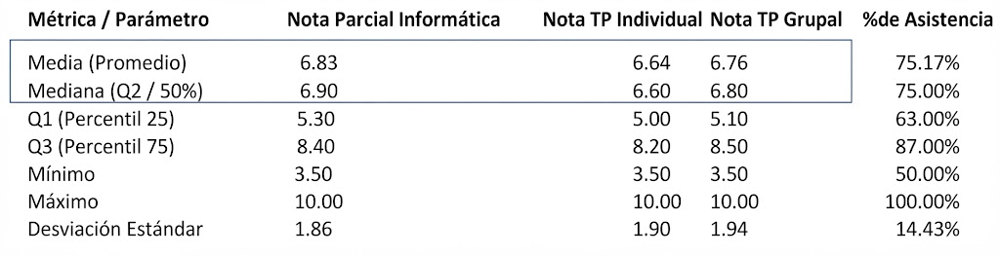 Métrica / Parámetro Nota Parcial Informática Nota TP Individual Nota TP Grupal %de Asistencia
Media (Promedio) 6.83 6.64 6.76 75.17%
Mediana (Q2 / 50%) 6.90 6.60 6.80 75.00%
Q1 (Percentil 25) 5.30 5.00 5.10 63.00%
Q3 (Percentil 75) 8.40 8.20 8.50 87.00%
Mínimo 3.50 3.50 3.50 50.00%
Máximo 10.00 10.00 10.00 100.00%
Desviación Estándar 1.86 1.90 1.94 14.43%